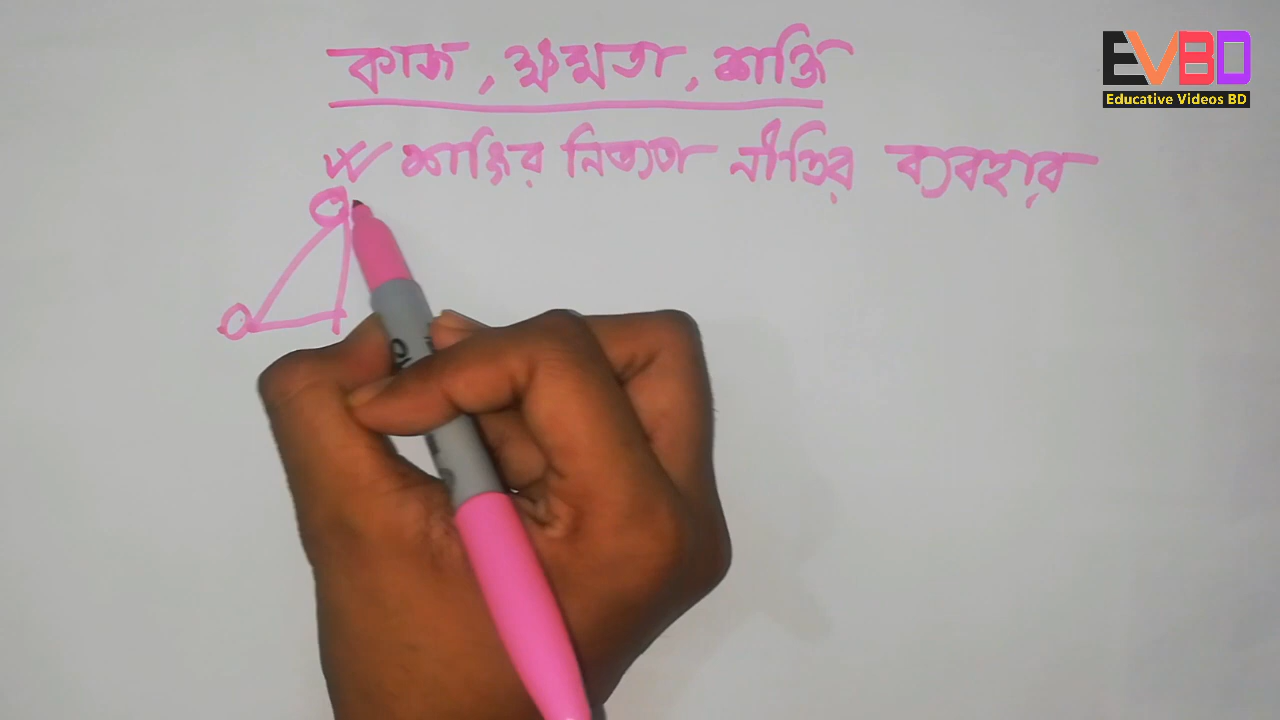 কাজ, ক্ষমতা, শক্তি
শক্তির নিত্যতা নীতির ব্যবহার
EVBD
Educative Videos BD